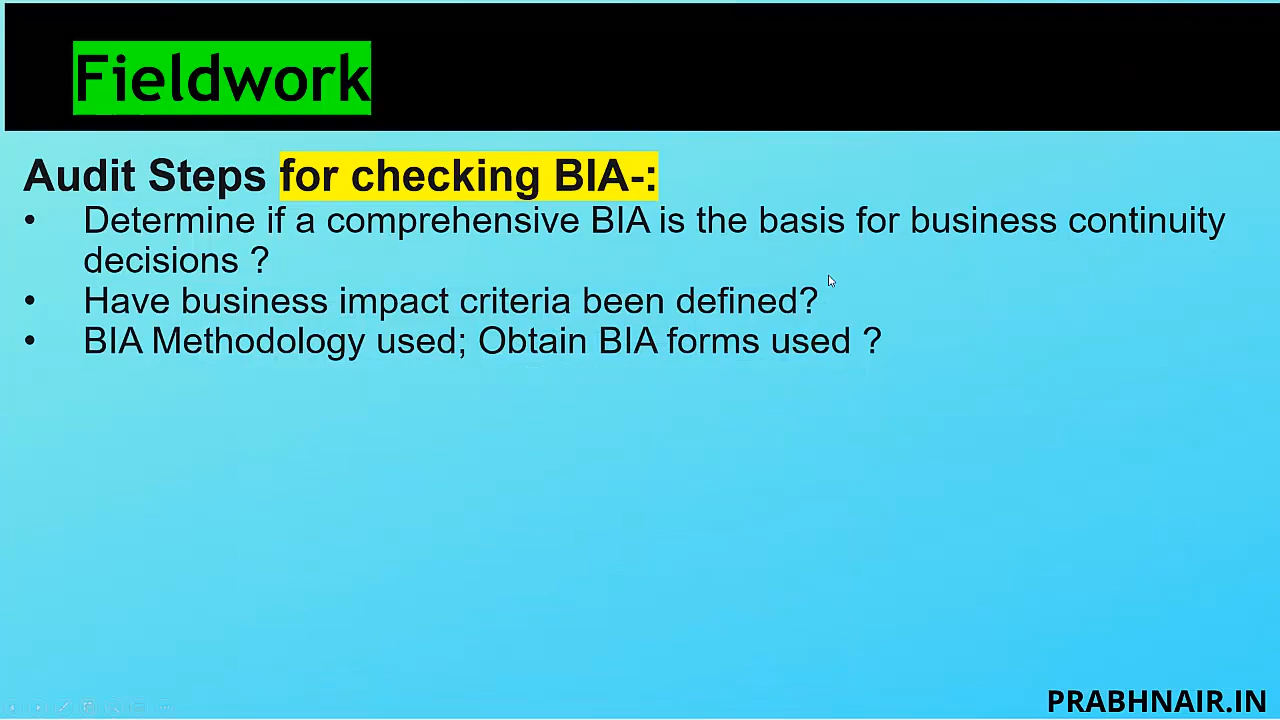 Fieldwork
Audit Steps for checking BIA-:
• Determine if a comprehensive BIA is the basis for business continuity
decisions ?
• Have business impact criteria been defined?
• BIA Methodology used; Obtain BIA forms used ?
PRABHNAIR.IN